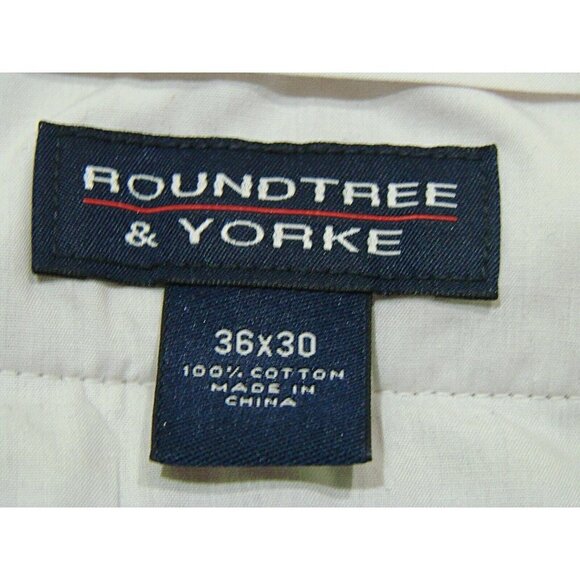 ROUNDTREE
& YORKE
36X30
100% COTTON
MADE IN
CHINA